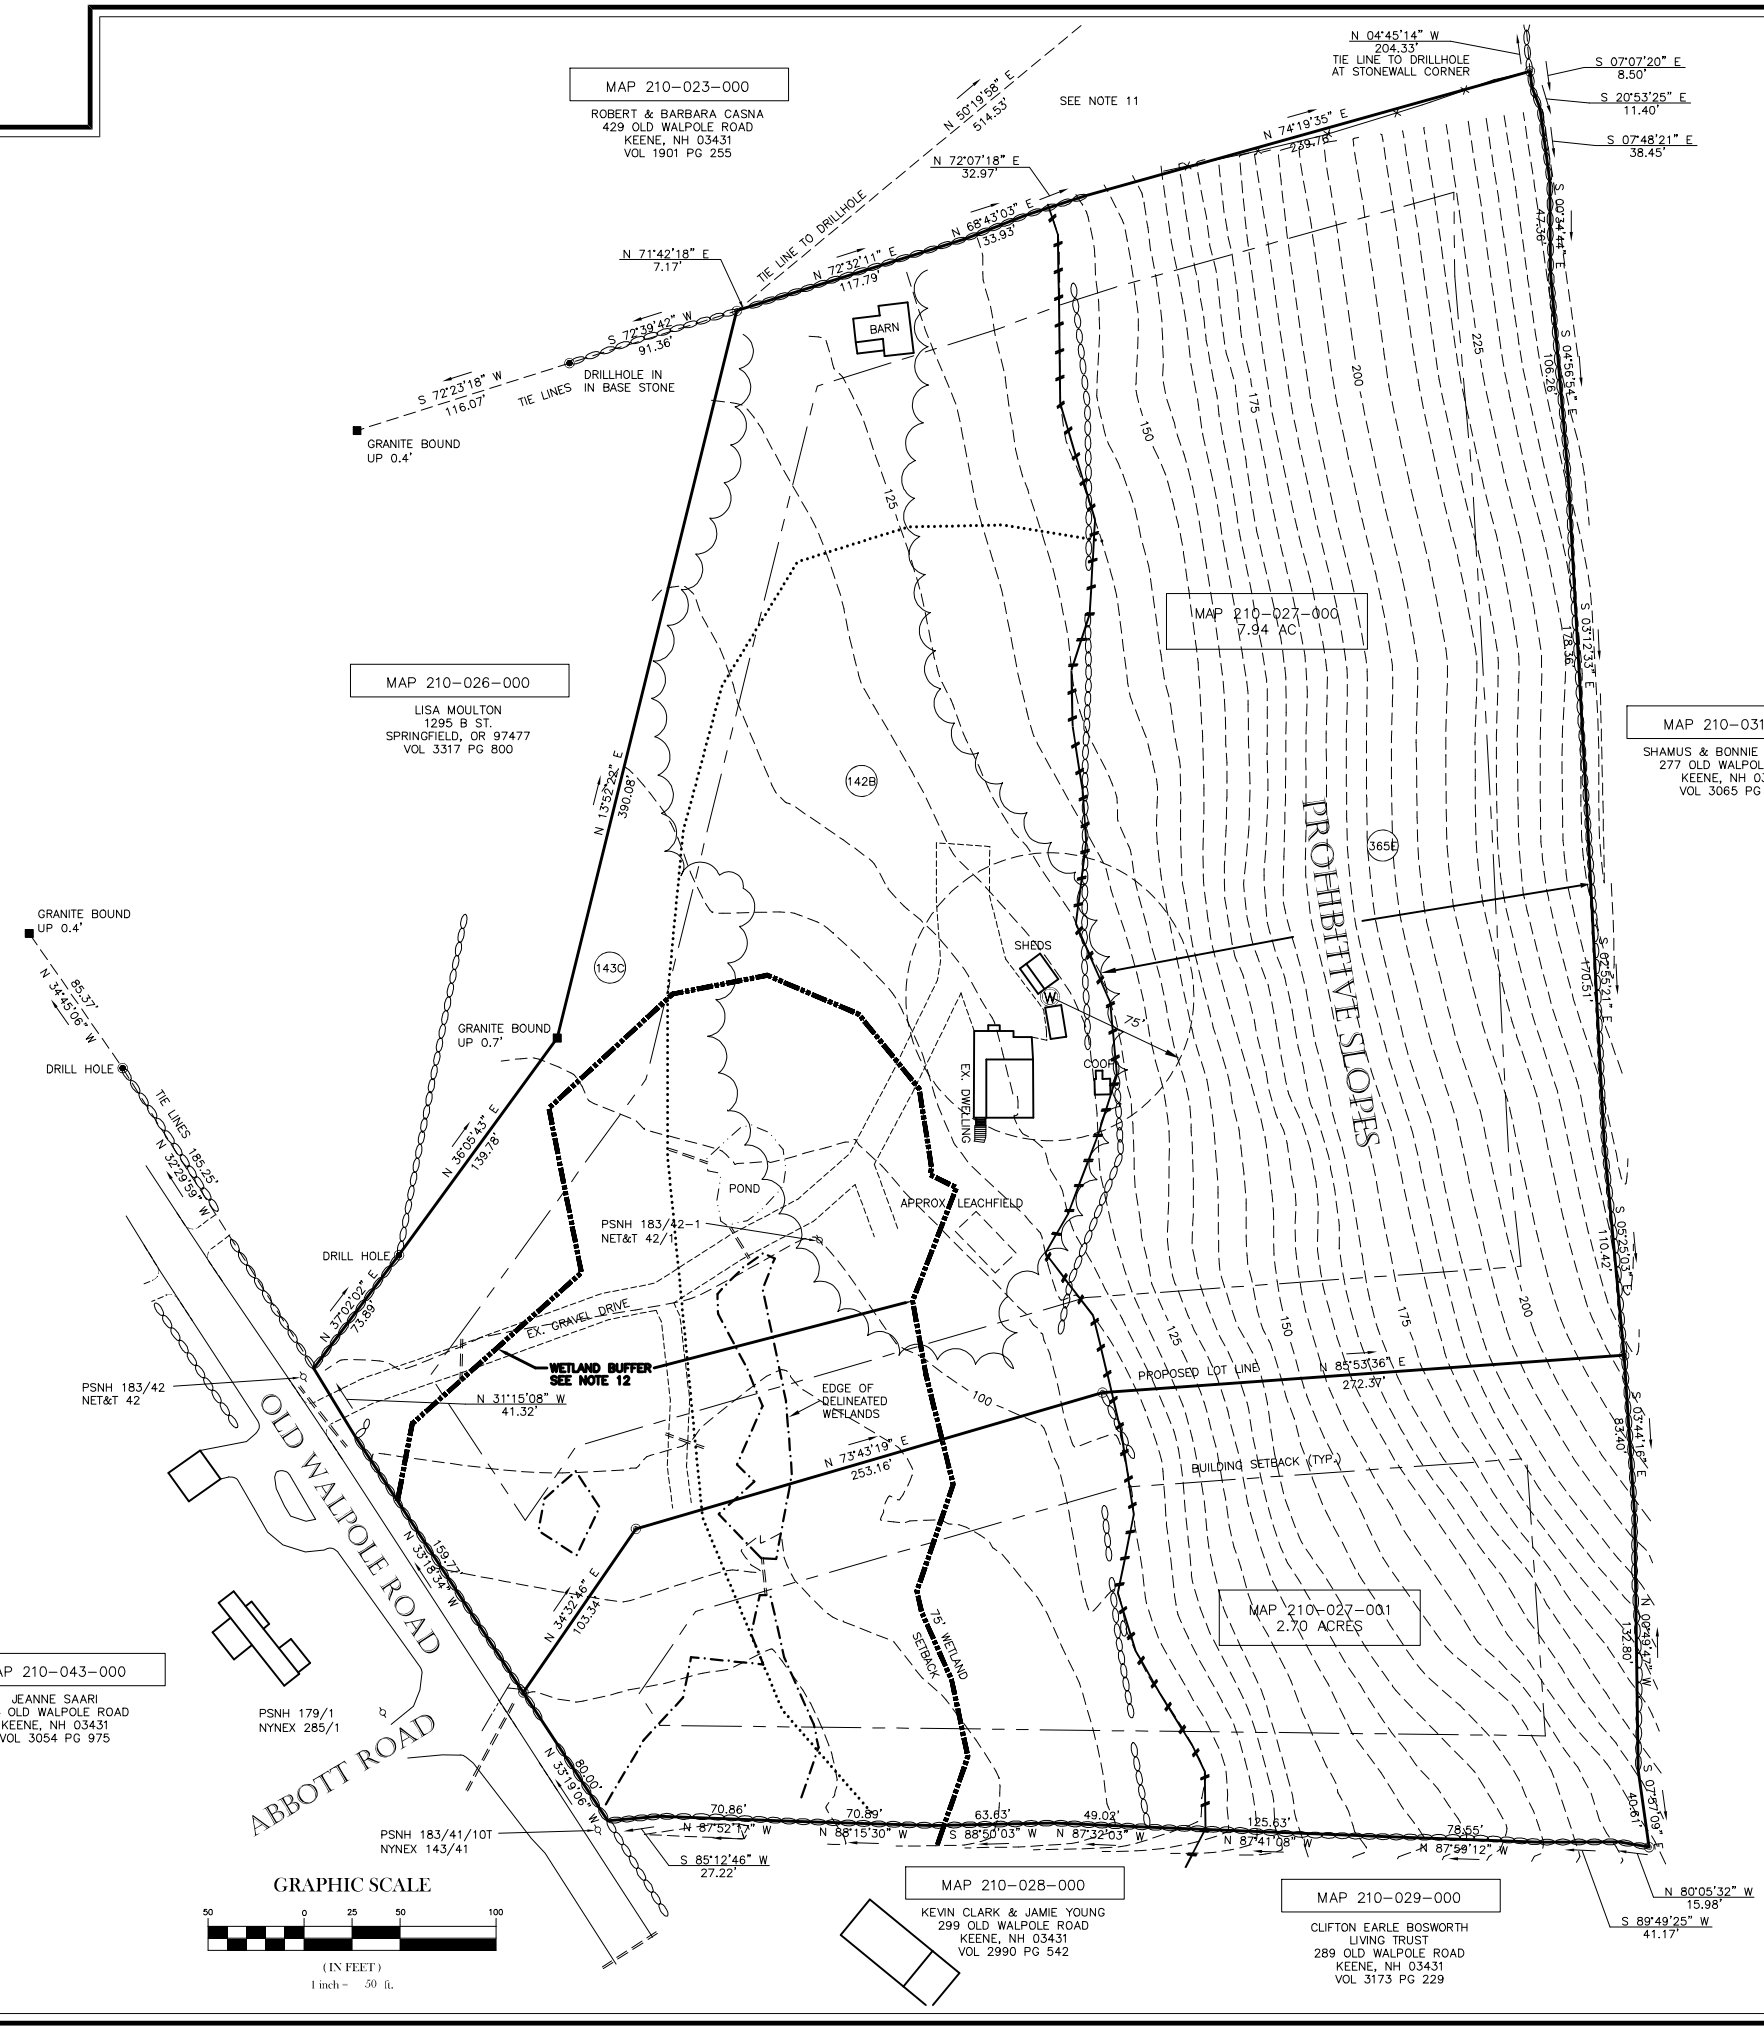 N 04°45'14" W
204.33'
TIE LINE TO DRILLHOLE
AT STONEWALL CORNER
S 07°07'20" E
8.50'
S 20°53'25" E
11.40'
S 07°48'21" E
38.45'
MAP 210-023-000
ROBERT & BARBARA CASNA
429 OLD WALPOLE ROAD
KEENE, NH 03431
VOL 1901 PG 255
N 50°19'58" E
514.53'
SEE NOTE 11
N 74°19'35" E
239.76'
N 72°07'18" E
32.97'
TIE LINE TO DRILLHOLE
N 68°43'03" E
133.93'
N 72°32'11" E
117.79'
N 71°42'18" E
7.17'
S 00°34'44" E
47.36'
S 72°39'42" W
91.36'
BARN
DRILLHOLE IN
IN BASE STONE
S 72°23'18" W
116.07'
TIE LINES
GRANITE BOUND
UP 0.4'
S 04°56'54" E
106.26'
225
200
175
150
125
MAP 210-027-000
7.94 AC
S 03°12'33" E
178.36'
MAP 210-026-000
LISA MOULTON
1295 B ST.
SPRINGFIELD, OR 97477
VOL 3317 PG 800
MAP 210-031
SHAMUS & BONNIE
277 OLD WALPOL
KEENE, NH 03
VOL 3065 PG
N 13°52'22" E
390.08'
142B
365E
PROHIBITIVE SLOPES
GRANITE BOUND
UP 0.4'
85.37'
N 34°45'06" W
143C
SHEDS
W
75'
S 02°55'21" E
170.51'
GRANITE BOUND
UP 0.7'
DRILL HOLE
COOP
EX. DWELLING
TIE LINES 185.25'
N 32°29'59" W
N 36°05'43" E
139.78'
POND
APPROX. LEACHFIELD
PSNH 183/42-1
NET&T 42/1
S 05°25'03" E
110.42'
DRILL HOLE
N 37°02'02" E
73.89'
EX. GRAVEL DRIVE
125
150
175
200
WETLAND BUFFER
SEE NOTE 12
PROPOSED LOT LINE
N 85°53'36" E
272.37'
PSNH 183/42
NET&T 42
N 31°15'08" W
41.32'
EDGE OF
DELINEATED
WETLANDS
100
S 03°44'16" E
83.40'
OLD WALPOLE ROAD
N 73°43'19" E
253.16'
BUILDING SETBACK (TYP.)
159.77'
N 33°18'34" W
N 34°32'46" E
103.34'
75' WETLAND
SETBACK
MAP 210-027-001
2.70 ACRES
N 00°49'47" W
132.80'
AP 210-043-000
JEANNE SAARI
OLD WALPOLE ROAD
KEENE, NH 03431
VOL 3054 PG 975
PSNH 179/1
NYNEX 285/1
ABBOTT ROAD
80.00'
N 33°19'06" W
S 07°87'09" E
40.61'
PSNH 183/41/10T
NYNEX 143/41
70.86'
N 87°52'17" W
70.89'
N 88°15'30" W
63.63'
S 88°50'03" W
49.02'
N 87°32'03" W
125.63'
N 87°41'08" W
78.55'
N 87°59'12" W
S 85°12'46" W
27.22'
N 80°05'32" W
15.98'
S 89°49'25" W
41.17'
GRAPHIC SCALE
50 0 25 50 100
( IN FEET )
1 inch = 50 ft.
MAP 210-028-000
KEVIN CLARK & JAMIE YOUNG
299 OLD WALPOLE ROAD
KEENE, NH 03431
VOL 2990 PG 542
MAP 210-029-000
CLIFTON EARLE BOSWORTH
LIVING TRUST
289 OLD WALPOLE ROAD
KEENE, NH 03431
VOL 3173 PG 229